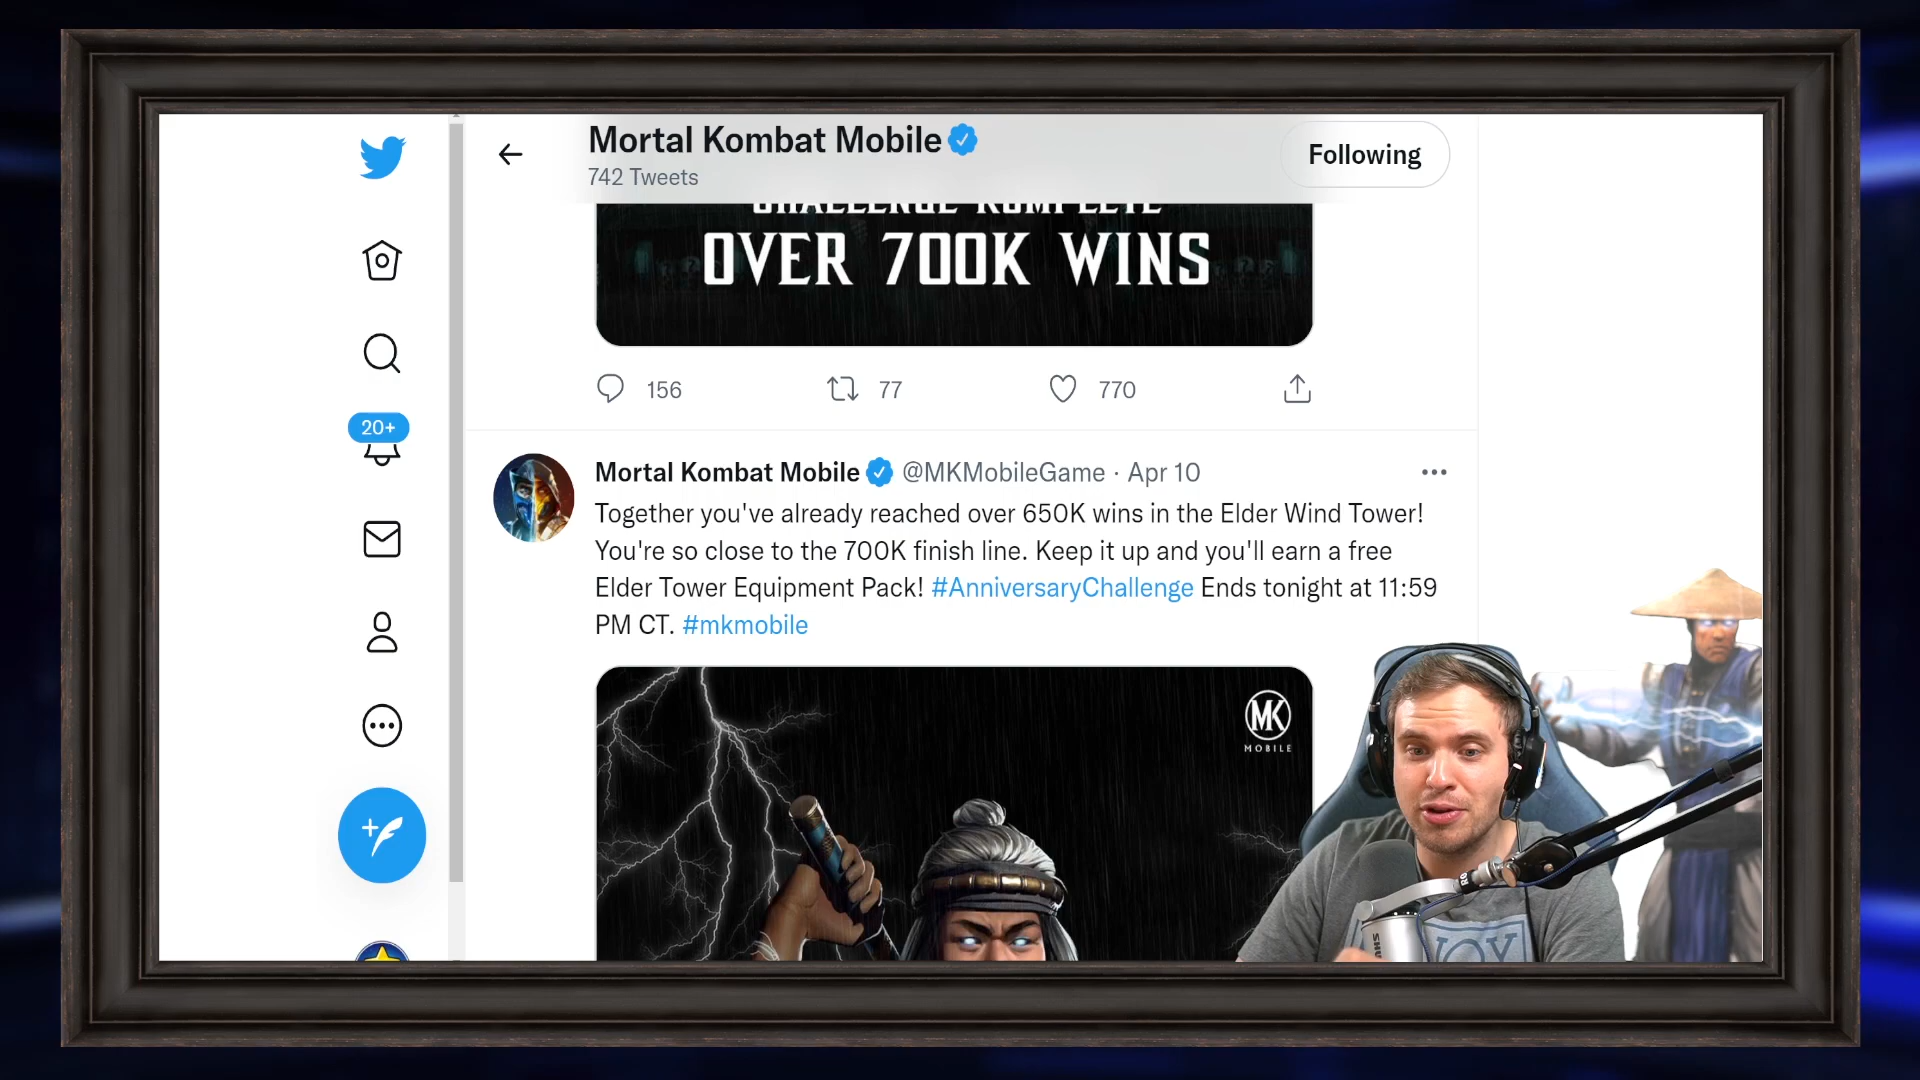 Mortal Kombat Mobile
742 Tweets
Following
CHALLENGE KOMPLETE
OVER 700K WINS
156
77
770
20+
Mortal Kombat Mobile @MKMobileGame · Apr 10
Together you've already reached over 650K wins in the Elder Wind Tower!
You're so close to the 700K finish line. Keep it up and you'll earn a free
Elder Tower Equipment Pack! #AnniversaryChallenge Ends tonight at 11:59
PM CT. #mkmobile
MK
MOBILE
JOY